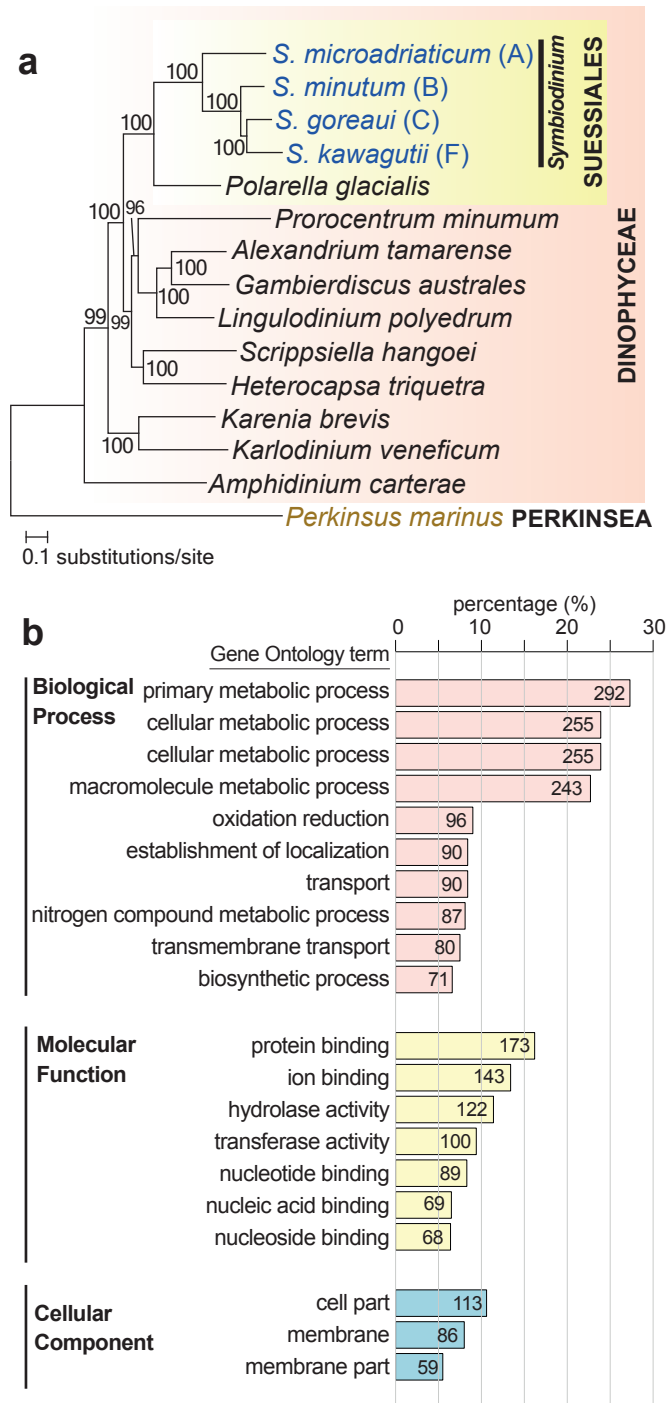 a
S. microadriaticum (A)
S. minutum (B)
S. goreaui (C)
S. kawagutii (F)
Polarella glacialis
Prorocentrum minumum
Alexandrium tamarense
Gambierdiscus australes
Lingulodinium polyedrum
Scrippsiella hangoei
Heterocapsa triquetra
Karenia brevis
Karlodinium veneficum
Amphidinium carterae
Perkinsus marinus PERKINSEA
Symbiodinium
SUESSIALES
DINOPHYCEAE
100
100
100
100
100
96
100
100
99
99
100
100
0.1 substitutions/site
b
percentage (%)
0 10 20 30
Gene Ontology term
Biological
Process
primary metabolic process 292
cellular metabolic process 255
cellular metabolic process 255
macromolecule metabolic process 243
oxidation reduction 96
establishment of localization 90
transport 90
nitrogen compound metabolic process 87
transmembrane transport 80
biosynthetic process 71
Molecular
Function
protein binding 173
ion binding 143
hydrolase activity 122
transferase activity 100
nucleotide binding 89
nucleic acid binding 69
nucleoside binding 68
Cellular
Component
cell part 113
membrane 86
membrane part 59